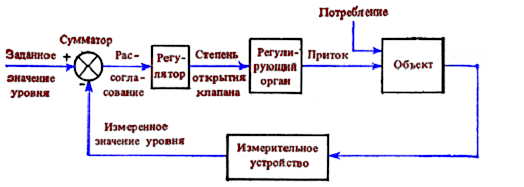 Потребление
Сумматор
Заданное
значение
уровня
+
-
Рас-
согла-
сование
Регу-
лятор
Степень
открытия
клапана
Регули-
рующий
орган
Приток
Объект
Измеренное
значение уровня
Измерительное
устройство